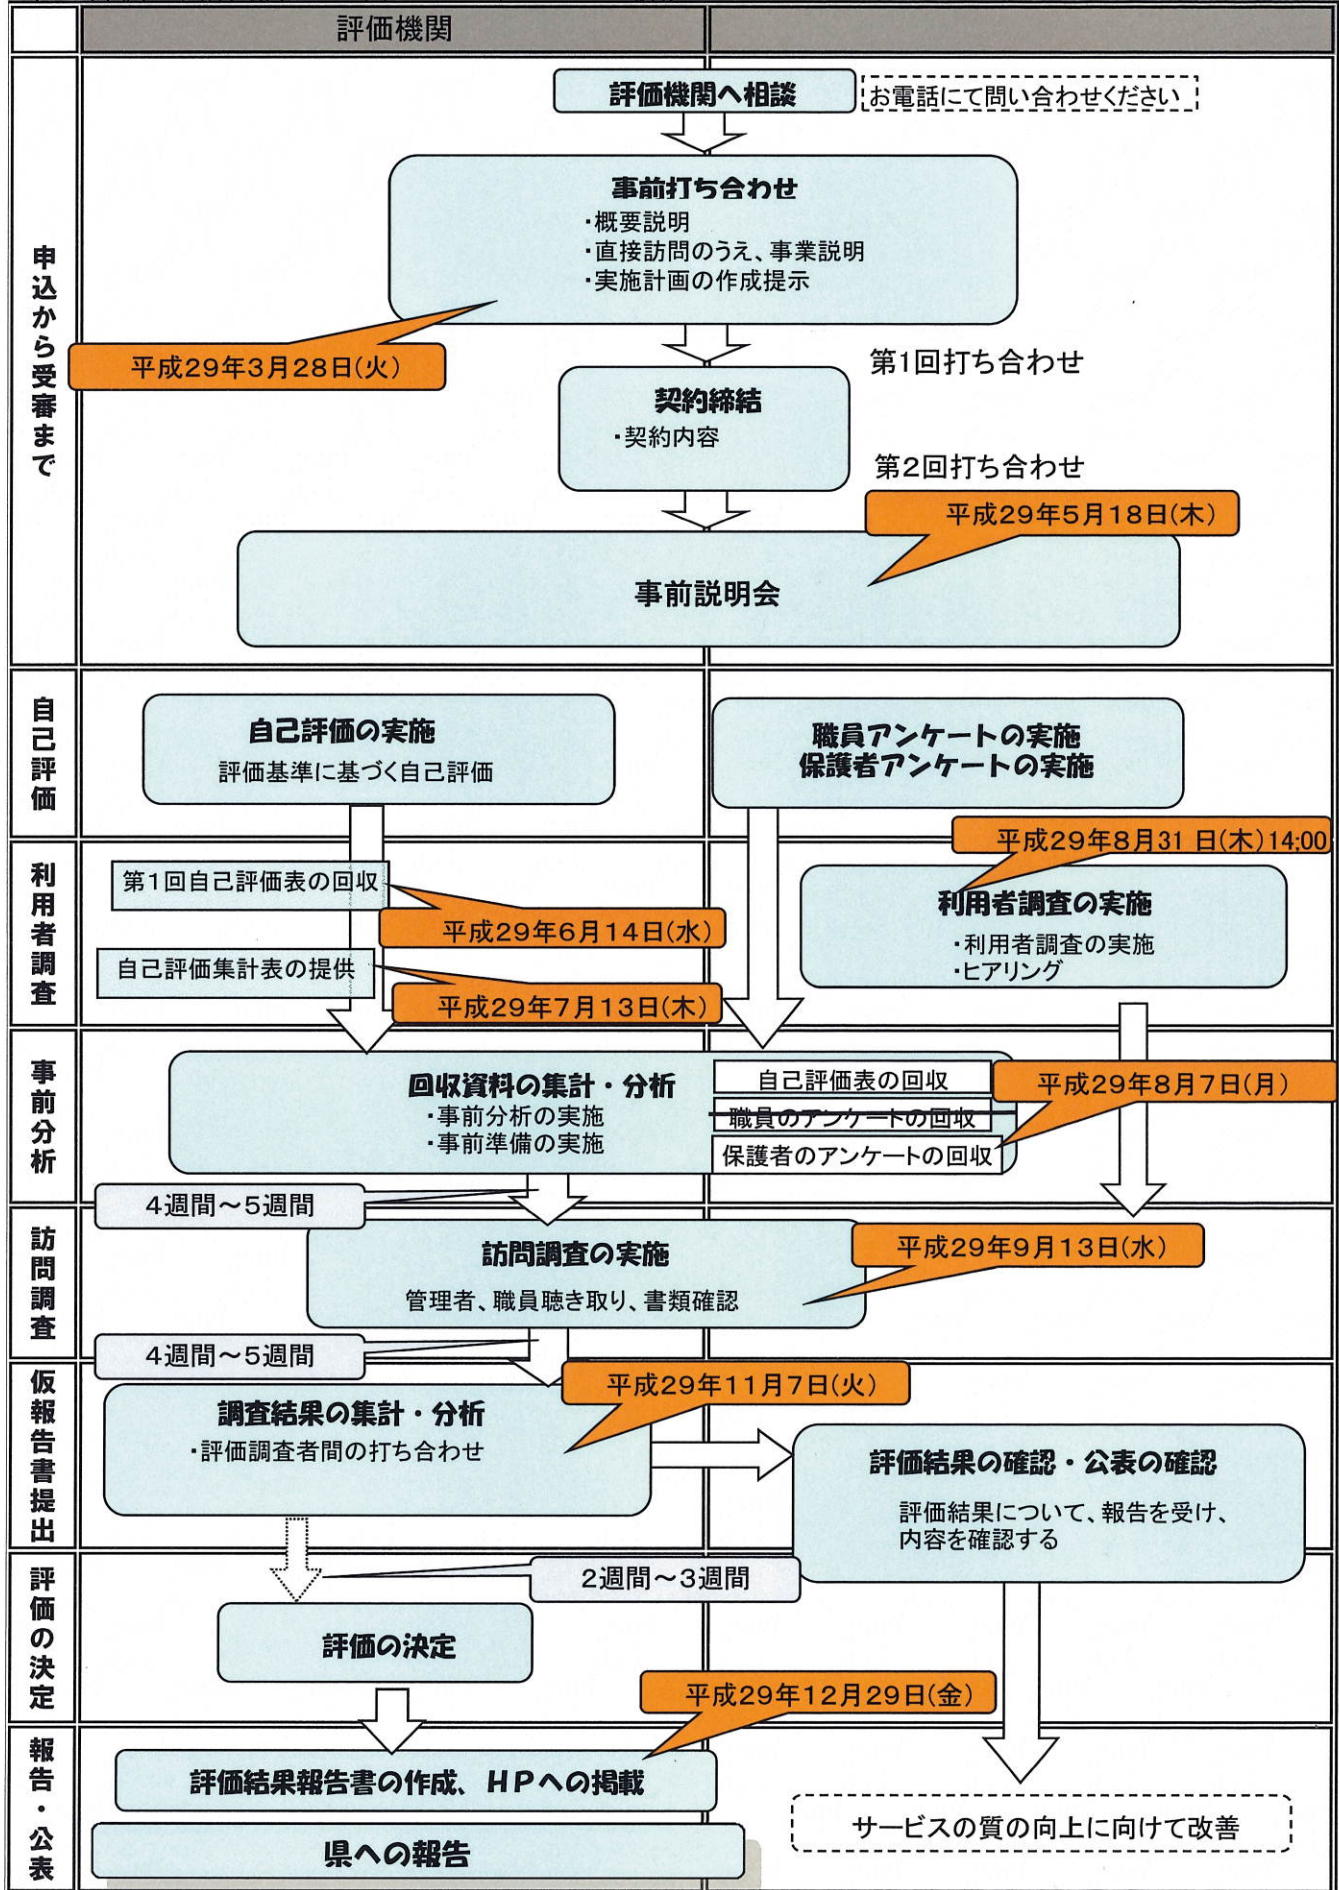 評価機関
申込から受審まで
評価機関へ相談
お電話にて問い合わせください
事前打ち合わせ
・概要説明
・直接訪問のうえ、事業説明
・実施計画の作成提示
平成29年3月28日(火)
第1回打ち合わせ
契約締結
・契約内容
第2回打ち合わせ
平成29年5月18日(木)
事前説明会
自己評価
自己評価の実施
評価基準に基づく自己評価
職員アンケートの実施
保護者アンケートの実施
利用者調査
平成29年8月31 日(木)14:00
第1回自己評価表の回収
平成29年6月14日(水)
自己評価集計表の提供
平成29年7月13日(木)
利用者調査の実施
・利用者調査の実施
・ヒアリング
事前分析
回収資料の集計・分析
・事前分析の実施
・事前準備の実施
自己評価表の回収
職員のアンケートの回収
保護者のアンケートの回収
平成29年8月7日(月)
4週間～5週間
訪問調査
訪問調査の実施
管理者、職員聴き取り、書類確認
平成29年9月13日(水)
4週間～5週間
仮報告書提出
平成29年11月7日(火)
調査結果の集計・分析
・評価調査者間の打ち合わせ
評価結果の確認・公表の確認
評価結果について、報告を受け、
内容を確認する
評価の決定
2週間～3週間
評価の決定
平成29年12月29日(金)
報告・公表
評価結果報告書の作成、HPへの掲載
県への報告
サービスの質の向上に向けて改善